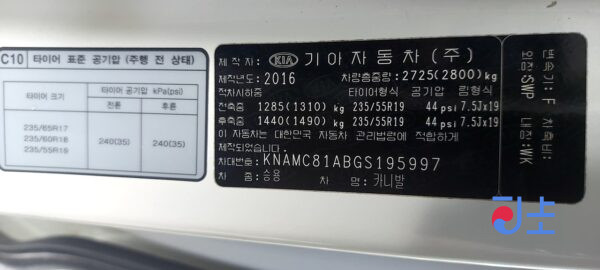 C10 타이어 표준 공기압 (주행 전 상태)
타이어 크기
타이어 공기압 kPa(psi)
전륜 후륜
235/65R17
235/60R18
235/55R19
240(35) 240(35)
제 작 자: KIA 기아자동차(주)
제작년도: 2016 차량총중량: 2725(2800)kg
적차시하중 타이어형식 공기압 림형식
전축중 1285(1310) kg 235/55R19 44 psi 7.5Jx19
후축중 1440(1490) kg 235/55R19 44 psi 7.5Jx19
이 자동차는 대한민국 자동차 관리법령에 적합하게
제작되었습니다.
차대번호: KNAMC81ABGS195997
차 종: 승용 차 명: 카니발
변속기: F 축비:
외장: SWP 내장: WK